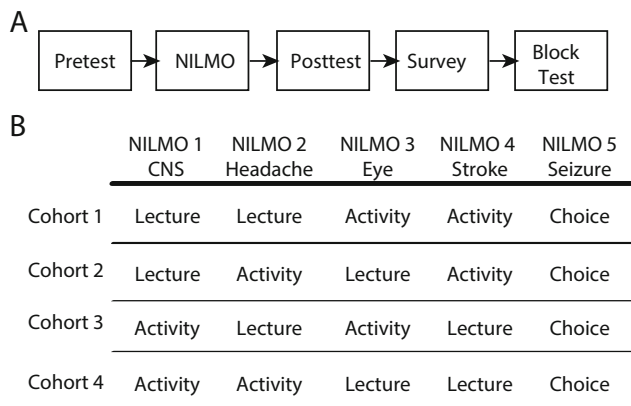 A
Pretest NILMO Posttest Survey Block
Test
B
NILMO 1 NILMO 2 NILMO 3 NILMO 4 NILMO 5
CNS Headache Eye Stroke Seizure
Cohort 1 Lecture Lecture Activity Activity Choice
Cohort 2 Lecture Activity Lecture Activity Choice
Cohort 3 Activity Lecture Activity Lecture Choice
Cohort 4 Activity Activity Lecture Lecture Choice